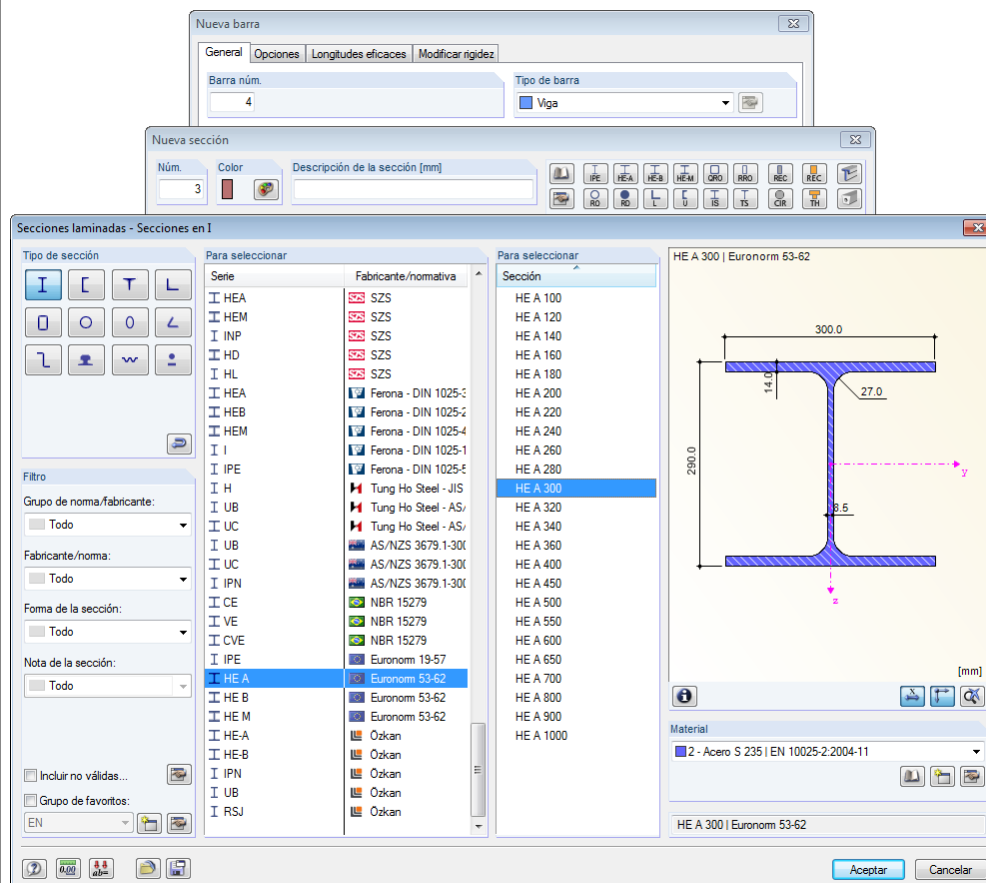 Nueva barra
General Opciones Longitudes eficaces Modificar rigidez
Barra núm. Tipo de barra
4 Viga
Nueva sección
Núm. Color Descripción de la sección [mm]
3
IPE HE-A HE-B HE-M QRO RRO REC REC
RO RD L U IS TS CIR TH
Secciones laminadas - Secciones en I
Tipo de sección
Filtro
Grupo de norma/fabricante:
Todo
Fabricante/norma:
Todo
Forma de la sección:
Todo
Nota de la sección:
Todo
Incluir no válidas...
Grupo de favoritos:
EN
Para seleccionar
Serie Fabricante/normativa
HEA SZS
HEM SZS
INP SZS
HD SZS
HL SZS
HEA Ferona - DIN 1025-3
HEB Ferona - DIN 1025-2
HEM Ferona - DIN 1025-4
I Ferona - DIN 1025-1
IPE Ferona - DIN 1025-5
H Tung Ho Steel - JIS
UB Tung Ho Steel - AS/
UC Tung Ho Steel - AS/
UB AS/NZS 3679.1-300
UC AS/NZS 3679.1-300
IPN AS/NZS 3679.1-300
CE NBR 15279
VE NBR 15279
CVE NBR 15279
IPE Euronorm 19-57
HE A Euronorm 53-62
HE B Euronorm 53-62
HE M Euronorm 53-62
HE-A Özkan
HE-B Özkan
IPN Özkan
UB Özkan
RSJ Özkan
Para seleccionar
Sección
HE A 100
HE A 120
HE A 140
HE A 160
HE A 180
HE A 200
HE A 220
HE A 240
HE A 260
HE A 280
HE A 300
HE A 320
HE A 340
HE A 360
HE A 400
HE A 450
HE A 500
HE A 550
HE A 600
HE A 650
HE A 700
HE A 800
HE A 900
HE A 1000
HE A 300 | Euronorm 53-62
300.0
14.0
27.0
290.0
y
8.5
z
[mm]
Material
2 - Acero S 235 | EN 10025-2:2004-11
HE A 300 | Euronorm 53-62
0.00 ab=
Aceptar Cancelar